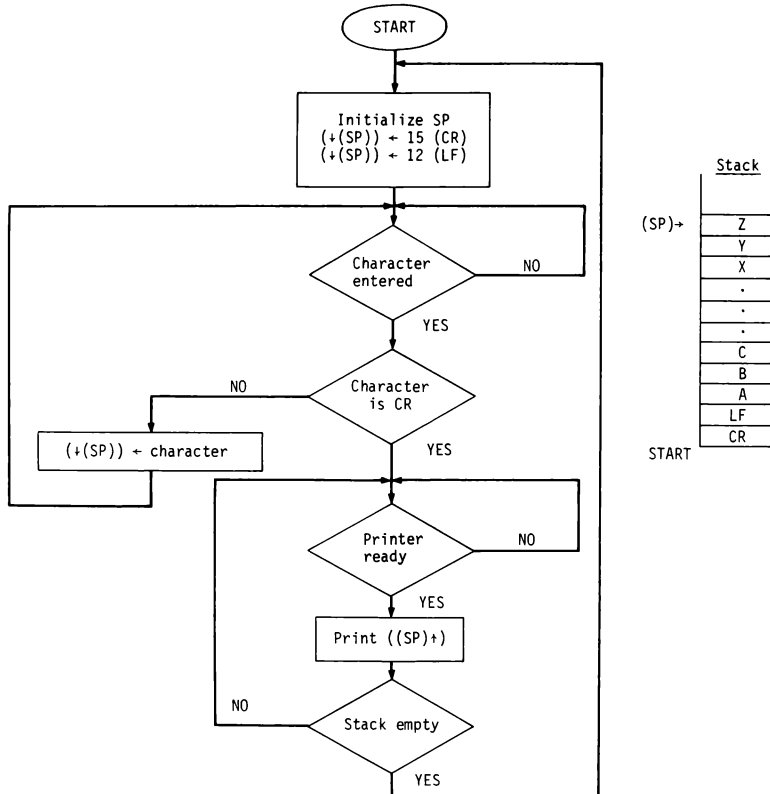 START
Initialize SP
(↓(SP)) ← 15 (CR)
(↓(SP)) ← 12 (LF)
Character
entered
NO
YES
Character
is CR
NO
YES
(↓(SP)) ← character
Printer
ready
NO
YES
Print ((SP)↑)
Stack empty
NO
YES
Stack
(SP)→
Z
Y
X
.
.
.
C
B
A
LF
CR
START